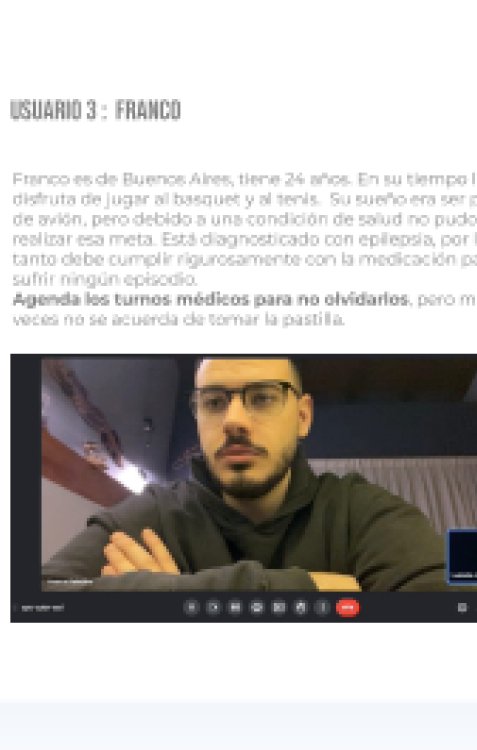 USUARIO 3 : FRANCO
Franco es de Buenos Aires, tiene 24 años. En su tiempo l
disfruta de jugar al basquet y al tenis. Su sueño era ser p
de avión, pero debido a una condición de salud no pudo
realizar esa meta. Está diagnosticado con epilepsia, por l
tanto debe cumplir rigurosamente con la medicación pa
sufrir ningún episodio.
Agenda los turnos médicos para no olvidarlos, pero m
veces no se acuerda de tomar la pastilla.